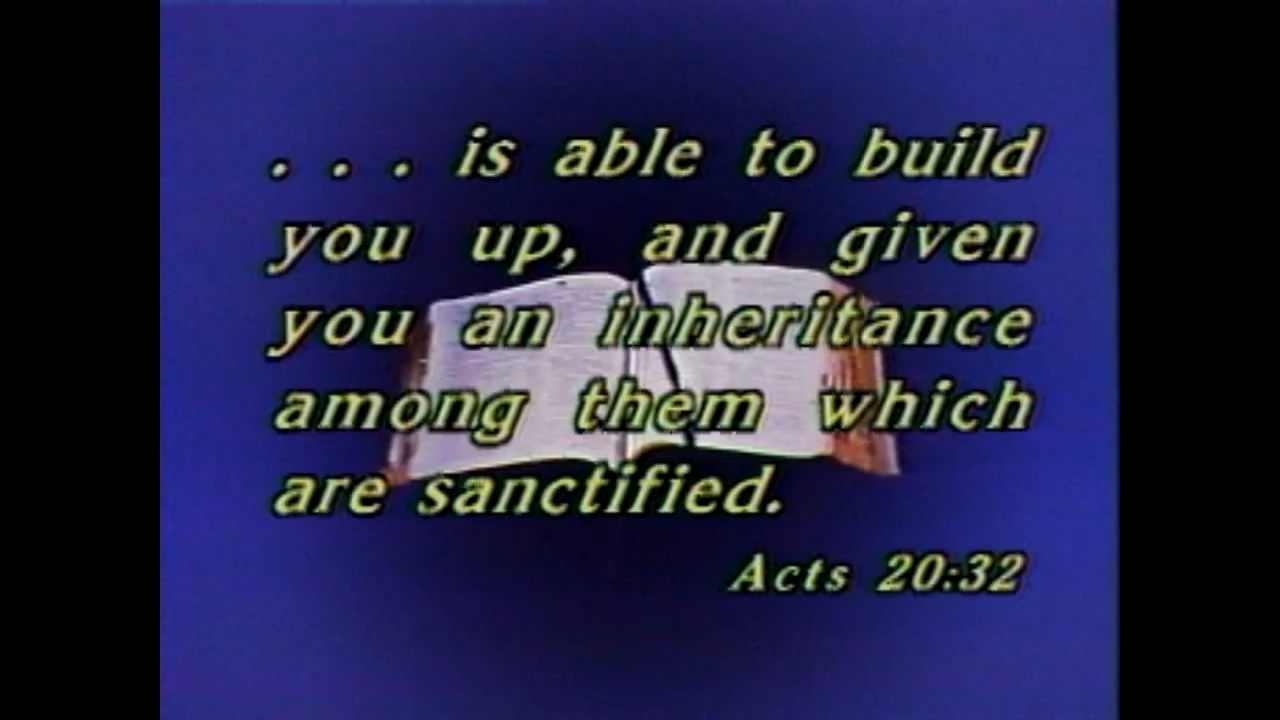 . . . is able to build
you up, and given
you an inheritance
among them which
are sanctified.
Acts 20:32